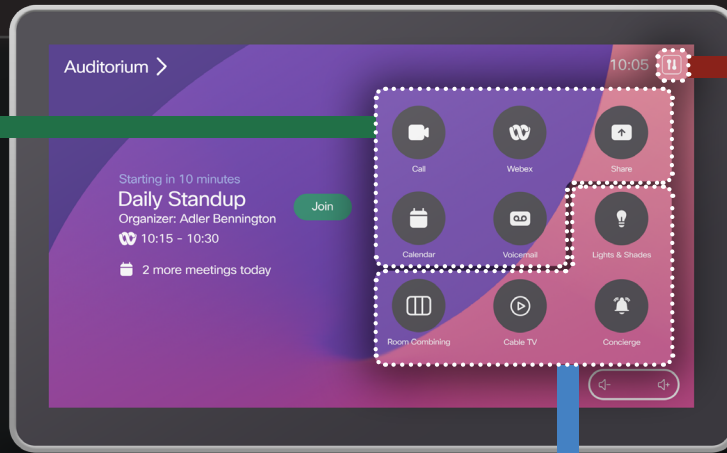 Auditorium
10:05
Call
Webex
Share
Starting in 10 minutes
Daily Standup
Organizer: Adler Bennington
10:15 - 10:30
Join
2 more meetings today
Calendar
Voicemail
Lights & Shades
Room Combining
Cable TV
Concierge